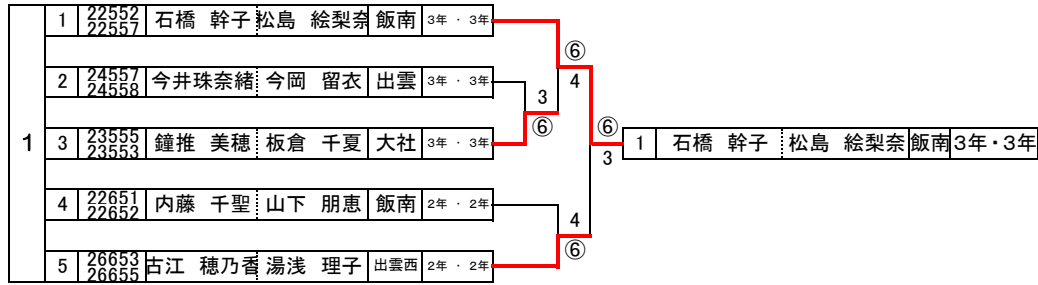 1
1 22552 22557 石橋 幹子 松島 絵梨奈 飯南 3年 ・ 3年
⑥
4
2 24557 24558 今井珠奈緒 今岡 留衣 出雲 3年 ・ 3年
3
⑥
3 23555 23553 鐘推 美穂 板倉 千夏 大社 3年 ・ 3年
⑥
3
1 石橋 幹子 松島 絵梨奈 飯南 3年・3年
4 22651 22652 内藤 千聖 山下 朋恵 飯南 2年 ・ 2年
4
⑥
5 26653 26655 古江 穂乃香 湯浅 理子 出雲西 2年 ・ 2年